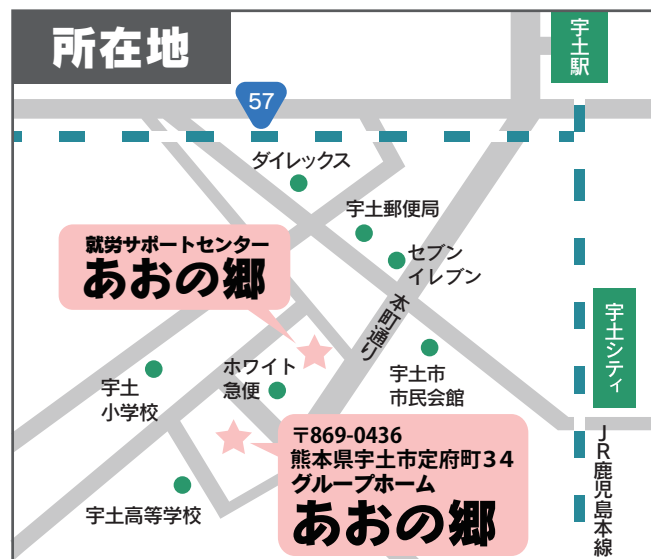 所在地
宇土駅
57
ダイレックス
宇土郵便局
就労サポートセンター
あおの郷
セブン
イレブン
本町通り
宇土シティ
宇土
小学校
ホワイト
急便
宇土市
市民会館
〒869-0436
熊本県宇土市定府町34
グループホーム
あおの郷
宇土高等学校
JR鹿児島本線